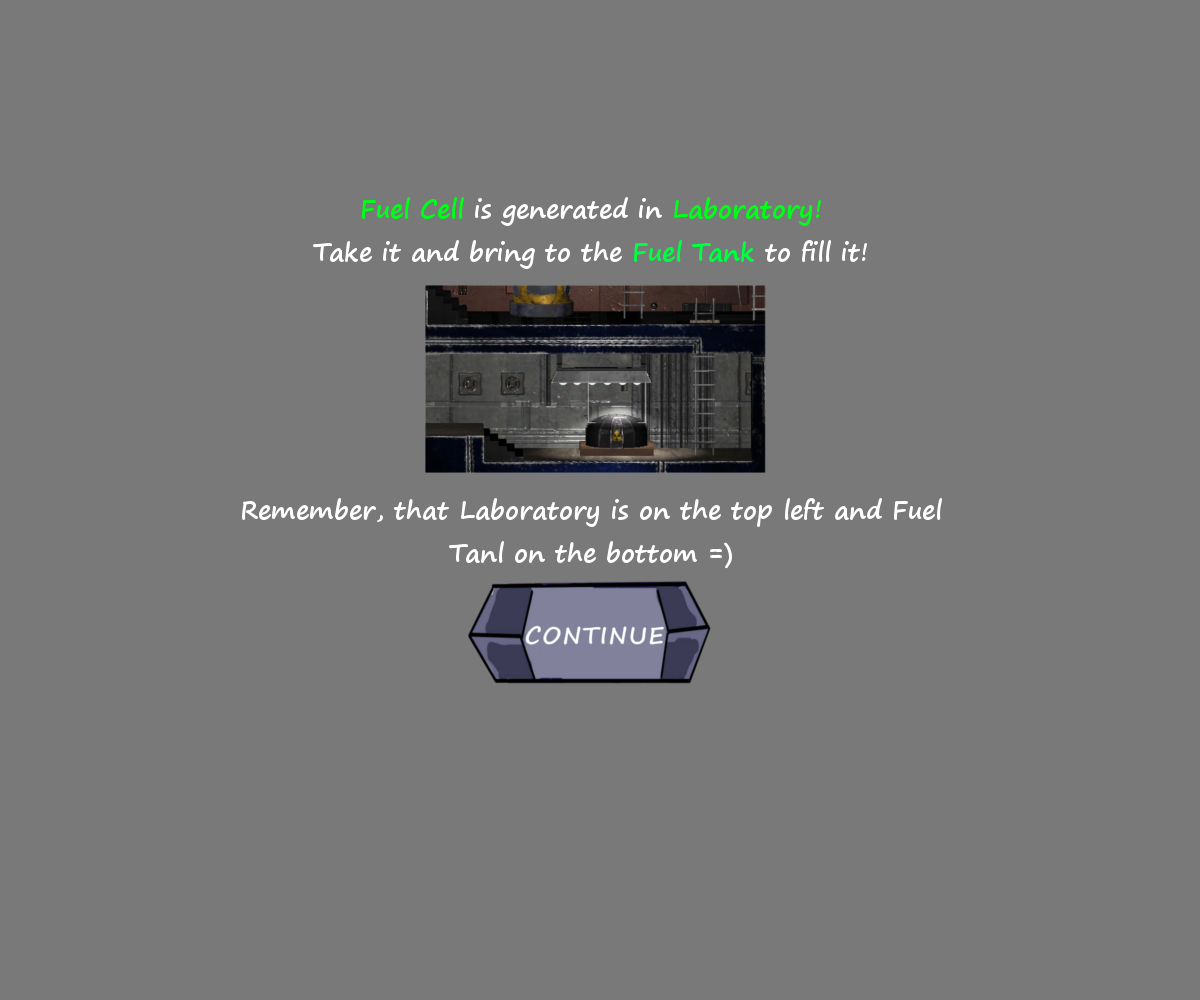 Fuel Cell is generated in Laboratory!
Take it and bring to the Fuel Tank to fill it!
Remember, that Laboratory is on the top left and Fuel
Tanl on the bottom =)
CONTINUE